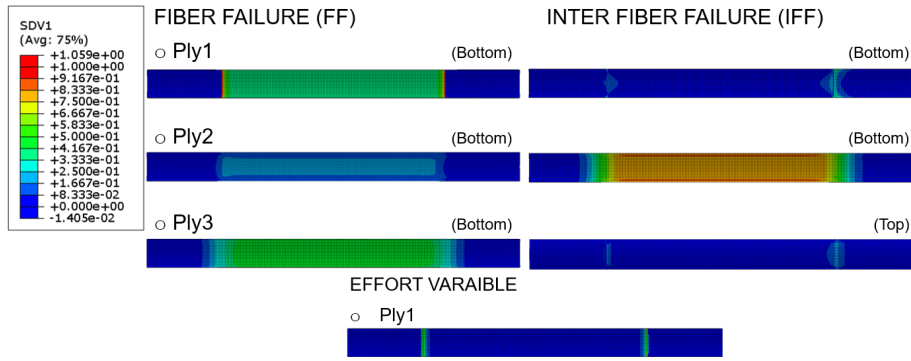 FIBER FAILURE (FF)
INTER FIBER FAILURE (IFF)
SDV1
(Avg: 75%)
+1.059e+00
+1.000e+00
+9.167e-01
+8.333e-01
+7.500e-01
+6.667e-01
+5.833e-01
+5.000e-01
+4.167e-01
+3.333e-01
+2.500e-01
+1.667e-01
+8.333e-02
+0.000e+00
-1.405e-02
○ Ply1
(Bottom)
(Bottom)
○ Ply2
(Bottom)
(Bottom)
○ Ply3
(Bottom)
(Top)
EFFORT VARAIBLE
○ Ply1